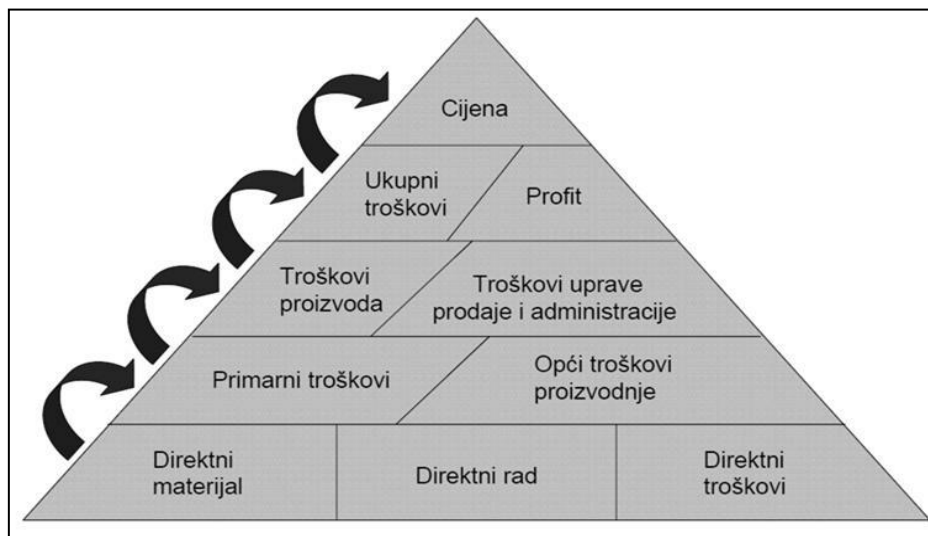 Cijena
Ukupni
troškovi
Profit
Troškovi
proizvoda
Troškovi uprave
prodaje i administracije
Primarni troškovi
Opći troškovi
proizvodnje
Direktni
materijal
Direktni rad
Direktni
troškovi